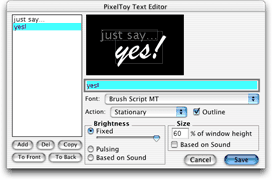 PixelToy Text Editor
just say...
yes!
just say...
yes!
yes!
Font: Brush Script MT
Action: Stationary Outline
Brightness
Fixed
Pulsing
Based on Sound
Size
60 % of window height
Based on Sound
Add Del Copy
To Front To Back
Cancel Save